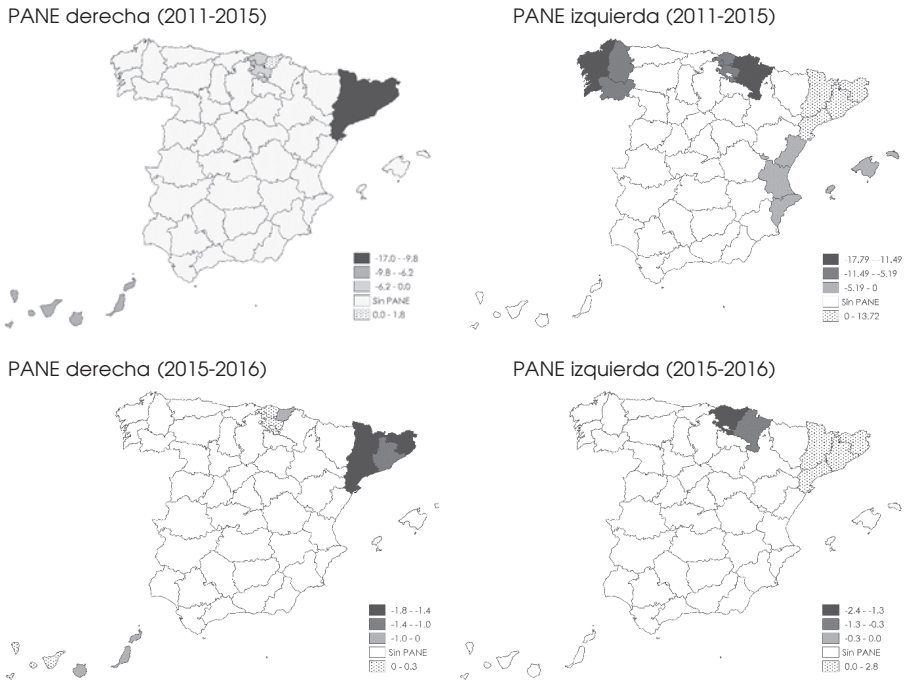 PANE derecha (2011-2015)
-17.0 - -9.8
-9.8 - -6.2
-6.2 - 0.0
Sin PANE
0.0 - 1.8
PANE izquierda (2011-2015)
-17.79 - -11.49
-11.49 - -5.19
-5.19 - 0
Sin PANE
0 - 13.72
PANE derecha (2015-2016)
-1.8 - -1.4
-1.4 - -1.0
-1.0 - 0
Sin PANE
0 - 0.3
PANE izquierda (2015-2016)
-2.4 - -1.3
-1.3 - -0.3
-0.3 - 0.0
Sin PANE
0.0 - 2.8